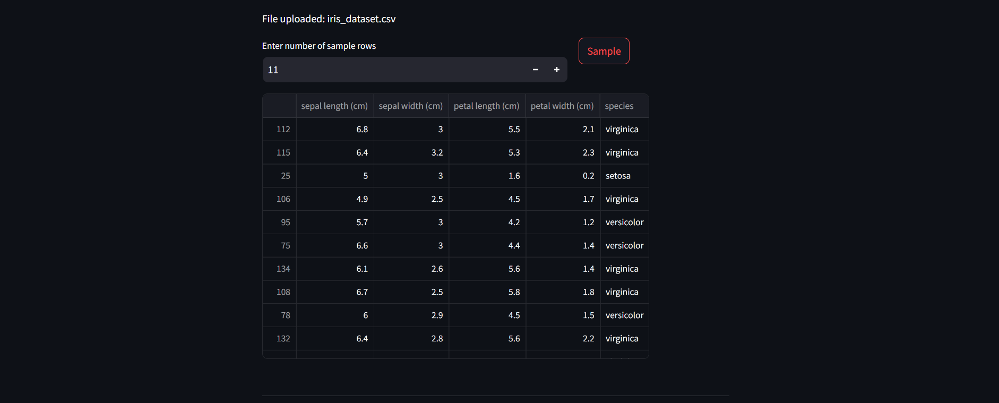 File uploaded: iris_dataset.csv
Enter number of sample rows
Sample
11 − +
sepal length (cm) sepal width (cm) petal length (cm) petal width (cm) species
112 6.8 3 5.5 2.1 virginica
115 6.4 3.2 5.3 2.3 virginica
25 5 3 1.6 0.2 setosa
106 4.9 2.5 4.5 1.7 virginica
95 5.7 3 4.2 1.2 versicolor
75 6.6 3 4.4 1.4 versicolor
134 6.1 2.6 5.6 1.4 virginica
108 6.7 2.5 5.8 1.8 virginica
78 6 2.9 4.5 1.5 versicolor
132 6.4 2.8 5.6 2.2 virginica